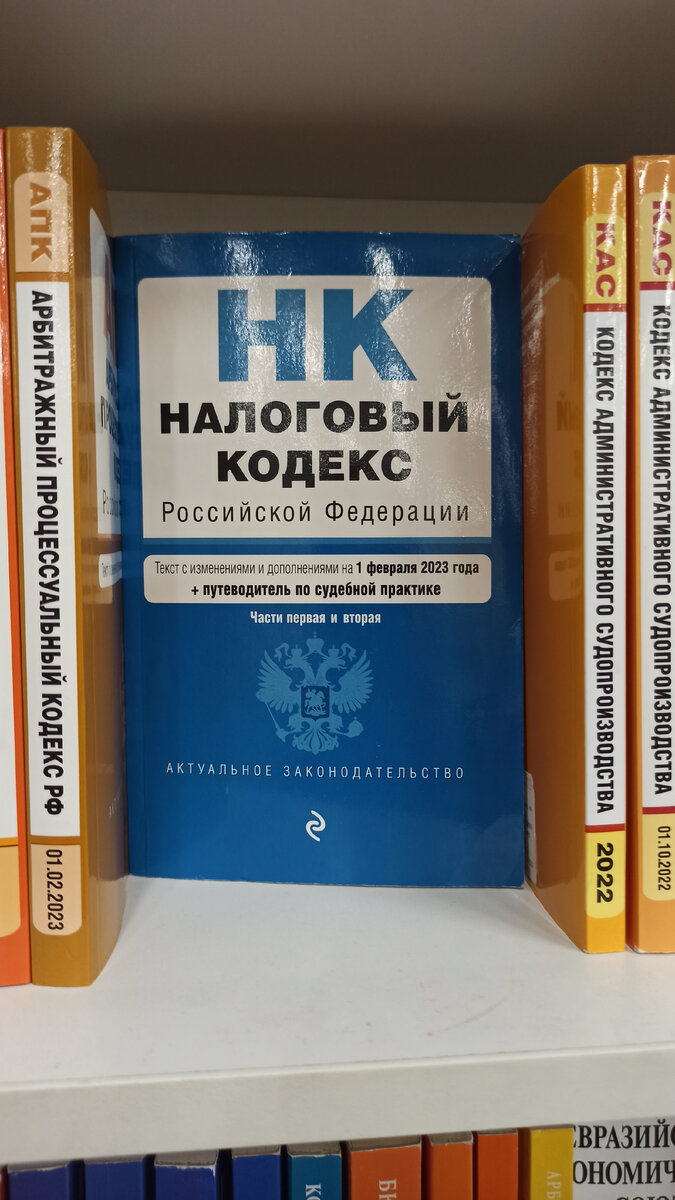 АПК
АРБИТРАЖНЫЙ ПРОЦЕССУАЛЬНЫЙ КОДЕКС РФ
01.02.2023
НК
НАЛОГОВЫЙ
КОДЕКС
Российской Федерации
Текст с изменениями и дополнениями на 1 февраля 2023 года
+ путеводитель по судебной практике
Части первая и вторая
АКТУАЛЬНОЕ ЗАКОНОДАТЕЛЬСТВО
КАС
КОДЕКС АДМИНИСТРАТИВНОГО СУДОПРОИЗВОДСТВА
2022
КАС
КОДЕКС АДМИНИСТРАТИВНОГО СУДОПРОИЗВОДСТВА
01.10.2022